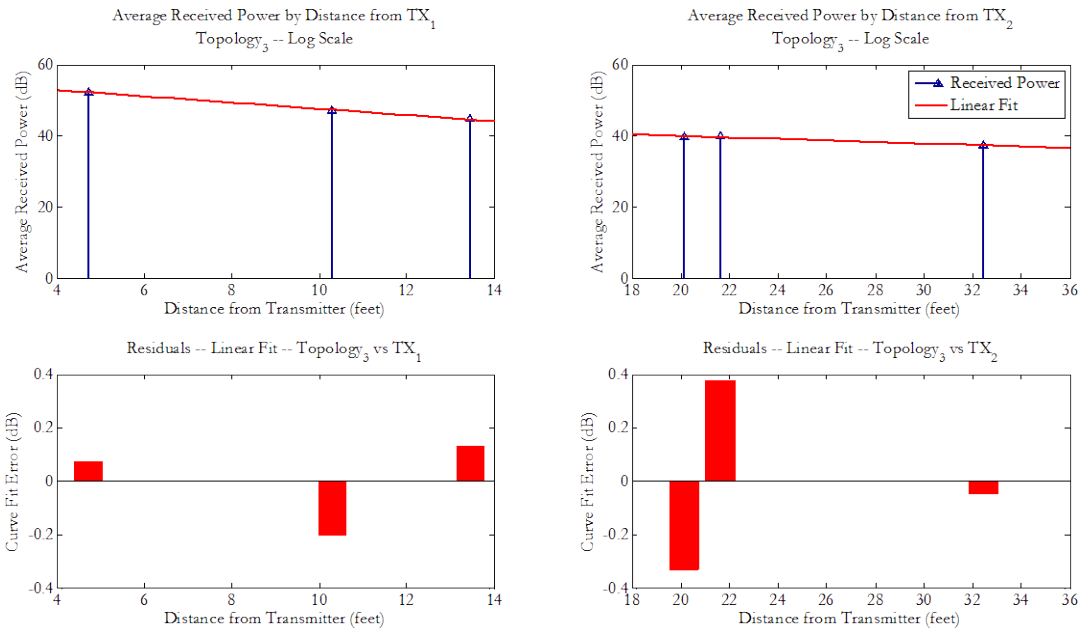 Average Received Power by Distance from TX1
Topology3 -- Log Scale
60
40
20
0
Average Received Power (dB)
4 6 8 10 12 14
Distance from Transmitter (feet)
Average Received Power by Distance from TX2
Topology3 -- Log Scale
Received Power
Linear Fit
60
40
20
0
Average Received Power (dB)
18 20 22 24 26 28 30 32 34 36
Distance from Transmitter (feet)
Residuals -- Linear Fit -- Topology3 vs TX1
0.4
0.2
0
-0.2
-0.4
Curve Fit Error (dB)
4 6 8 10 12 14
Distance from Transmitter (feet)
Residuals -- Linear Fit -- Topology3 vs TX2
0.4
0.2
0
-0.2
-0.4
Curve Fit Error (dB)
18 20 22 24 26 28 30 32 34 36
Distance from Transmitter (feet)